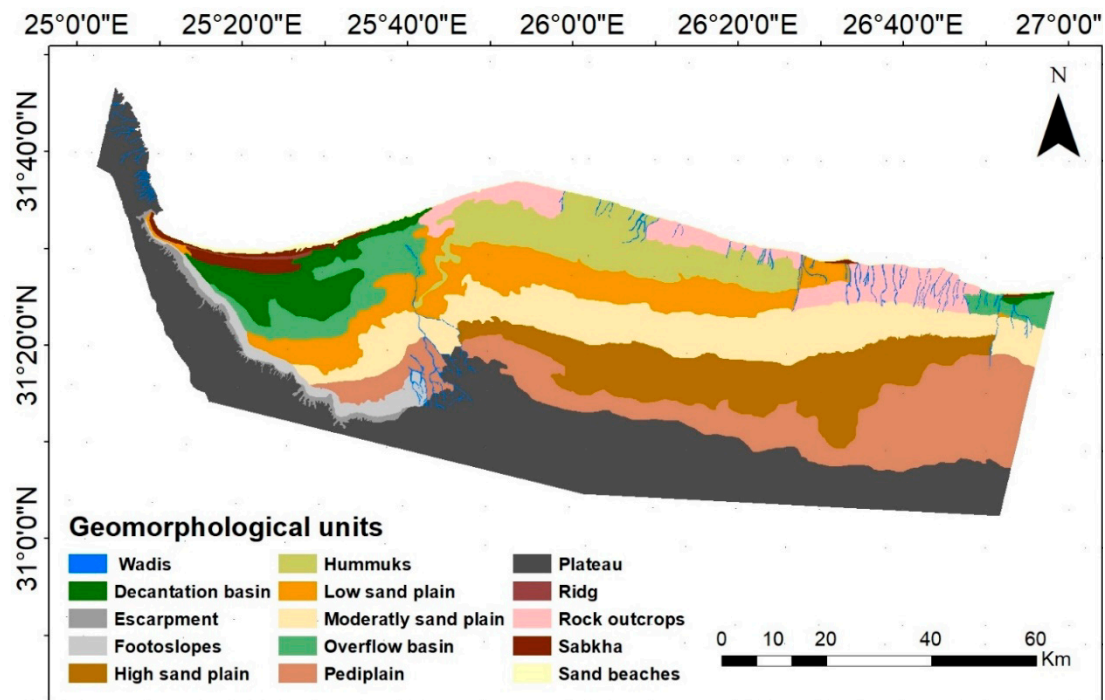 25°0'0"E 25°20'0"E 25°40'0"E 26°0'0"E 26°20'0"E 26°40'0"E 27°0'0"E
N
31°40'0"N
31°20'0"N
31°0'0"N
Geomorphological units
Wadis Hummuks Plateau
Decantation basin Low sand plain Ridg
Escarpment Moderatly sand plain Rock outcrops
Footoslopes Overflow basin Sabkha
High sand plain Pediplain Sand beaches
0 10 20 40 60
Km